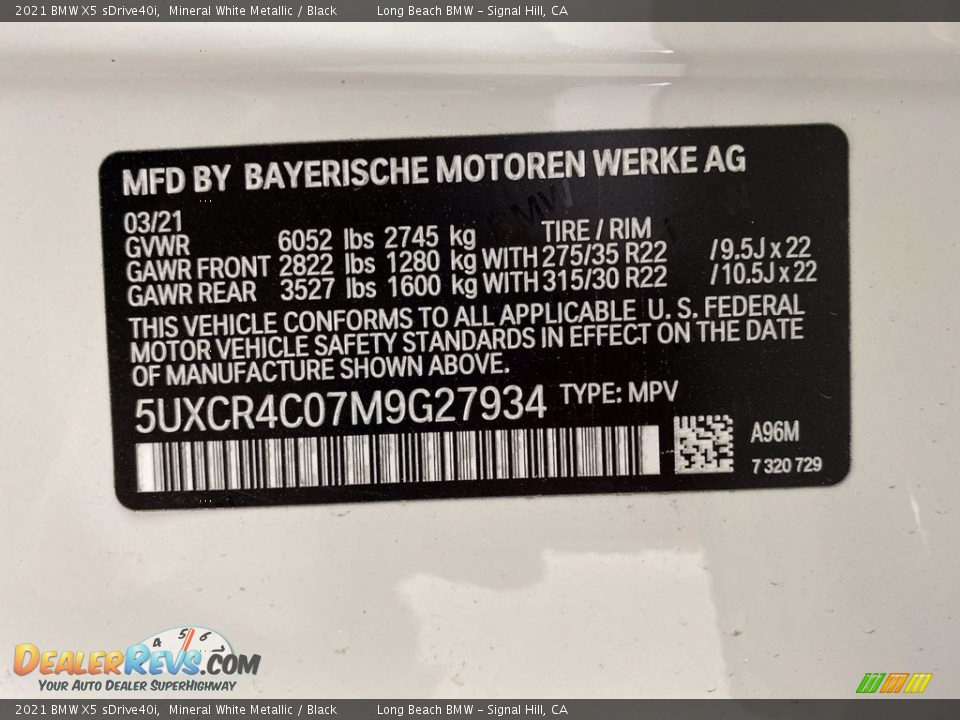 2021 BMW X5 sDrive40i, Mineral White Metallic / Black Long Beach BMW - Signal Hill, CA
MFD BY BAYERISCHE MOTOREN WERKE AG
03/21 TIRE / RIM
GVWR 6052 lbs 2745 kg
GAWR FRONT 2822 lbs 1280 kg WITH 275/35 R22 /9.5J x 22
GAWR REAR 3527 lbs 1600 kg WITH 315/30 R22 /10.5J x 22
THIS VEHICLE CONFORMS TO ALL APPLICABLE U. S. FEDERAL
MOTOR VEHICLE SAFETY STANDARDS IN EFFECT ON THE DATE
OF MANUFACTURE SHOWN ABOVE.
5UXCR4C07M9G27934 TYPE: MPV
A96M
7 320 729
4 5 6 7
DEALERREVS.COM
YOUR AUTO DEALER SUPERHIGHWAY
2021 BMW X5 sDrive40i, Mineral White Metallic / Black Long Beach BMW - Signal Hill, CA